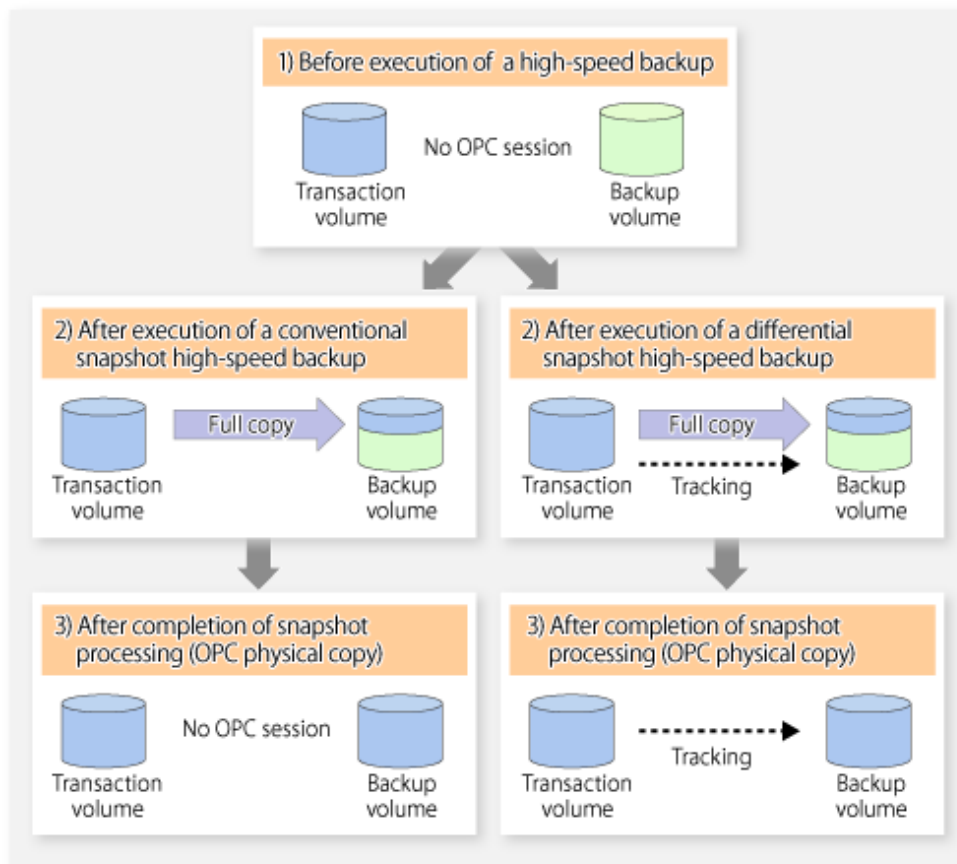 1) Before execution of a high-speed backup
No OPC session
Transaction
volume
Backup
volume
2) After execution of a conventional
snapshot high-speed backup
Full copy
Transaction
volume
Backup
volume
2) After execution of a differential
snapshot high-speed backup
Full copy
Tracking
Transaction
volume
Backup
volume
3) After completion of snapshot
processing (OPC physical copy)
No OPC session
Transaction
volume
Backup
volume
3) After completion of snapshot
processing (OPC physical copy)
Tracking
Transaction
volume
Backup
volume